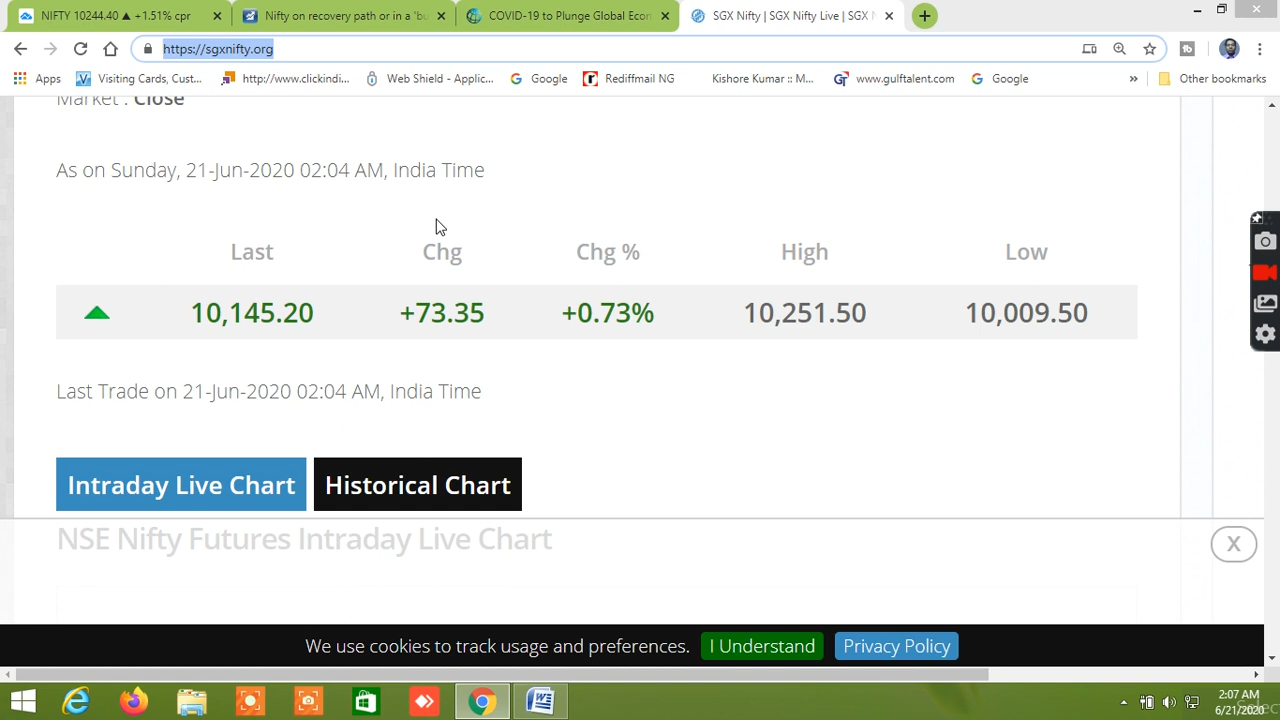 NIFTY 10244.40 ▲ +1.51% cpr
Nifty on recovery path or in a 'bu
COVID-19 to Plunge Global Econ
SGX Nifty | SGX Nifty Live | SGX N
https://sgxnifty.org
Apps
Visiting Cards, Cust...
http://www.clickindi...
Web Shield - Applic...
Google
Rediffmail NG
Kishore Kumar :: M...
www.gulftalent.com
Google
»
Other bookmarks
Market : Close
As on Sunday, 21-Jun-2020 02:04 AM, India Time
Last Chg Chg % High Low
10,145.20 +73.35 +0.73% 10,251.50 10,009.50
Last Trade on 21-Jun-2020 02:04 AM, India Time
Intraday Live Chart Historical Chart
NSE Nifty Futures Intraday Live Chart
X
We use cookies to track usage and preferences. I Understand Privacy Policy
2:07 AM
6/21/2020